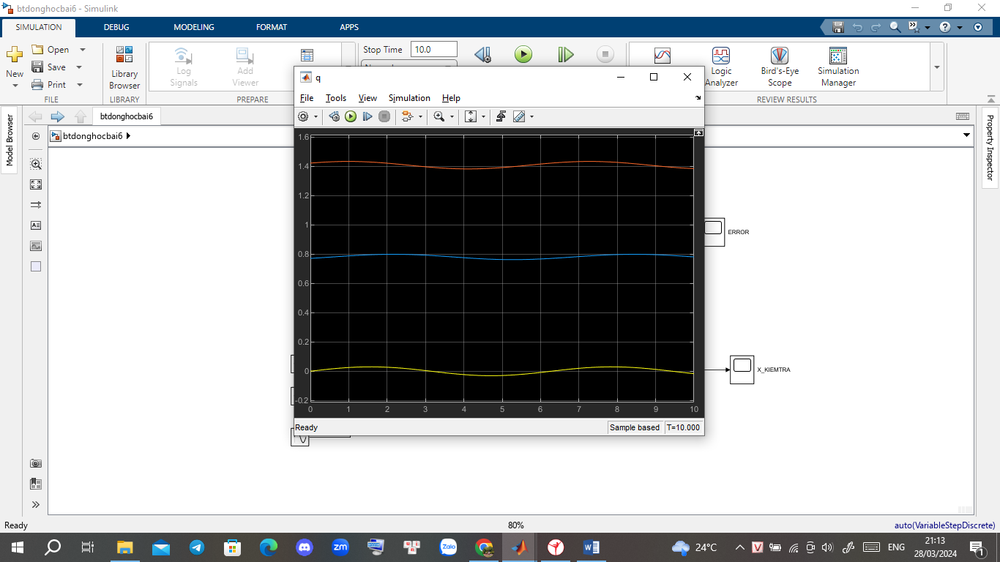 btdonghocbai6 - Simulink
SIMULATION DEBUG MODELING FORMAT APPS
New
Open
Save
Print
FILE
Library
Browser
LIBRARY
Log
Signals
Add
Viewer
PREPARE
Stop Time 10.0
Logic
Analyzer
Bird's-Eye
Scope
Simulation
Manager
REVIEW RESULTS
Model Browser
btdonghocbai6
btdonghocbai6
Property Inspector
q
File Tools View Simulation Help
1.6
1.4
1.2
1
0.8
0.6
0.4
0.2
0
-0.2
0 1 2 3 4 5 6 7 8 9 10
Ready Sample based T=10.000
ERROR
X_KIEMTRA
Ready 80% auto(VariableStepDiscrete)
zm
Zalo
24°C
V
ENG
21:13
28/03/2024
1